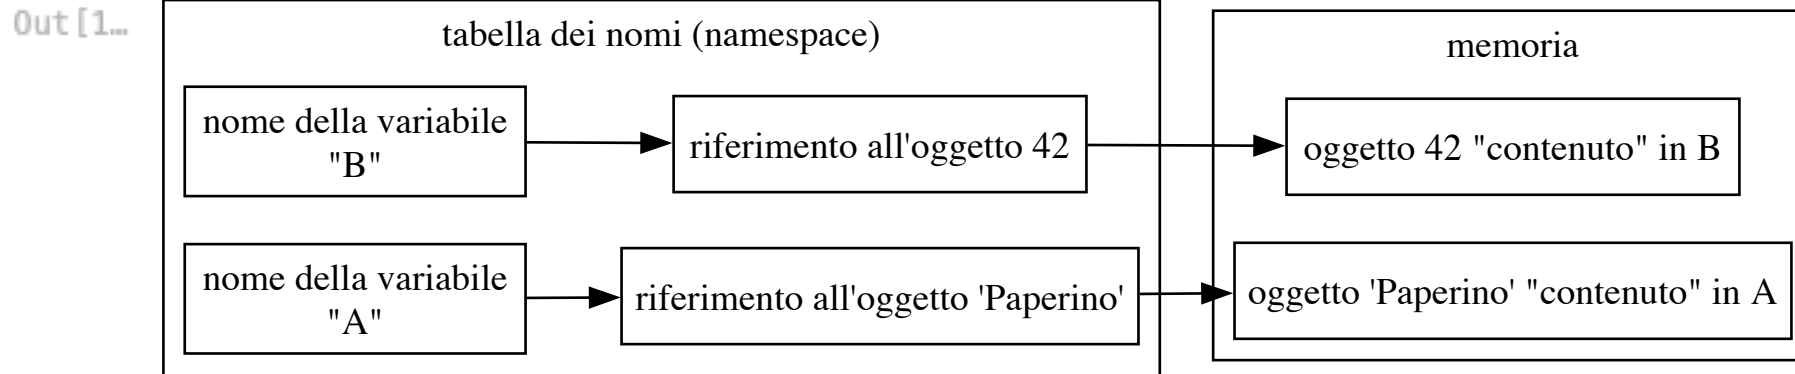 Out[1…
tabella dei nomi (namespace)
memoria
nome della variabile
"B"
riferimento all'oggetto 42
oggetto 42 "contenuto" in B
nome della variabile
"A"
riferimento all'oggetto 'Paperino'
oggetto 'Paperino' "contenuto" in A